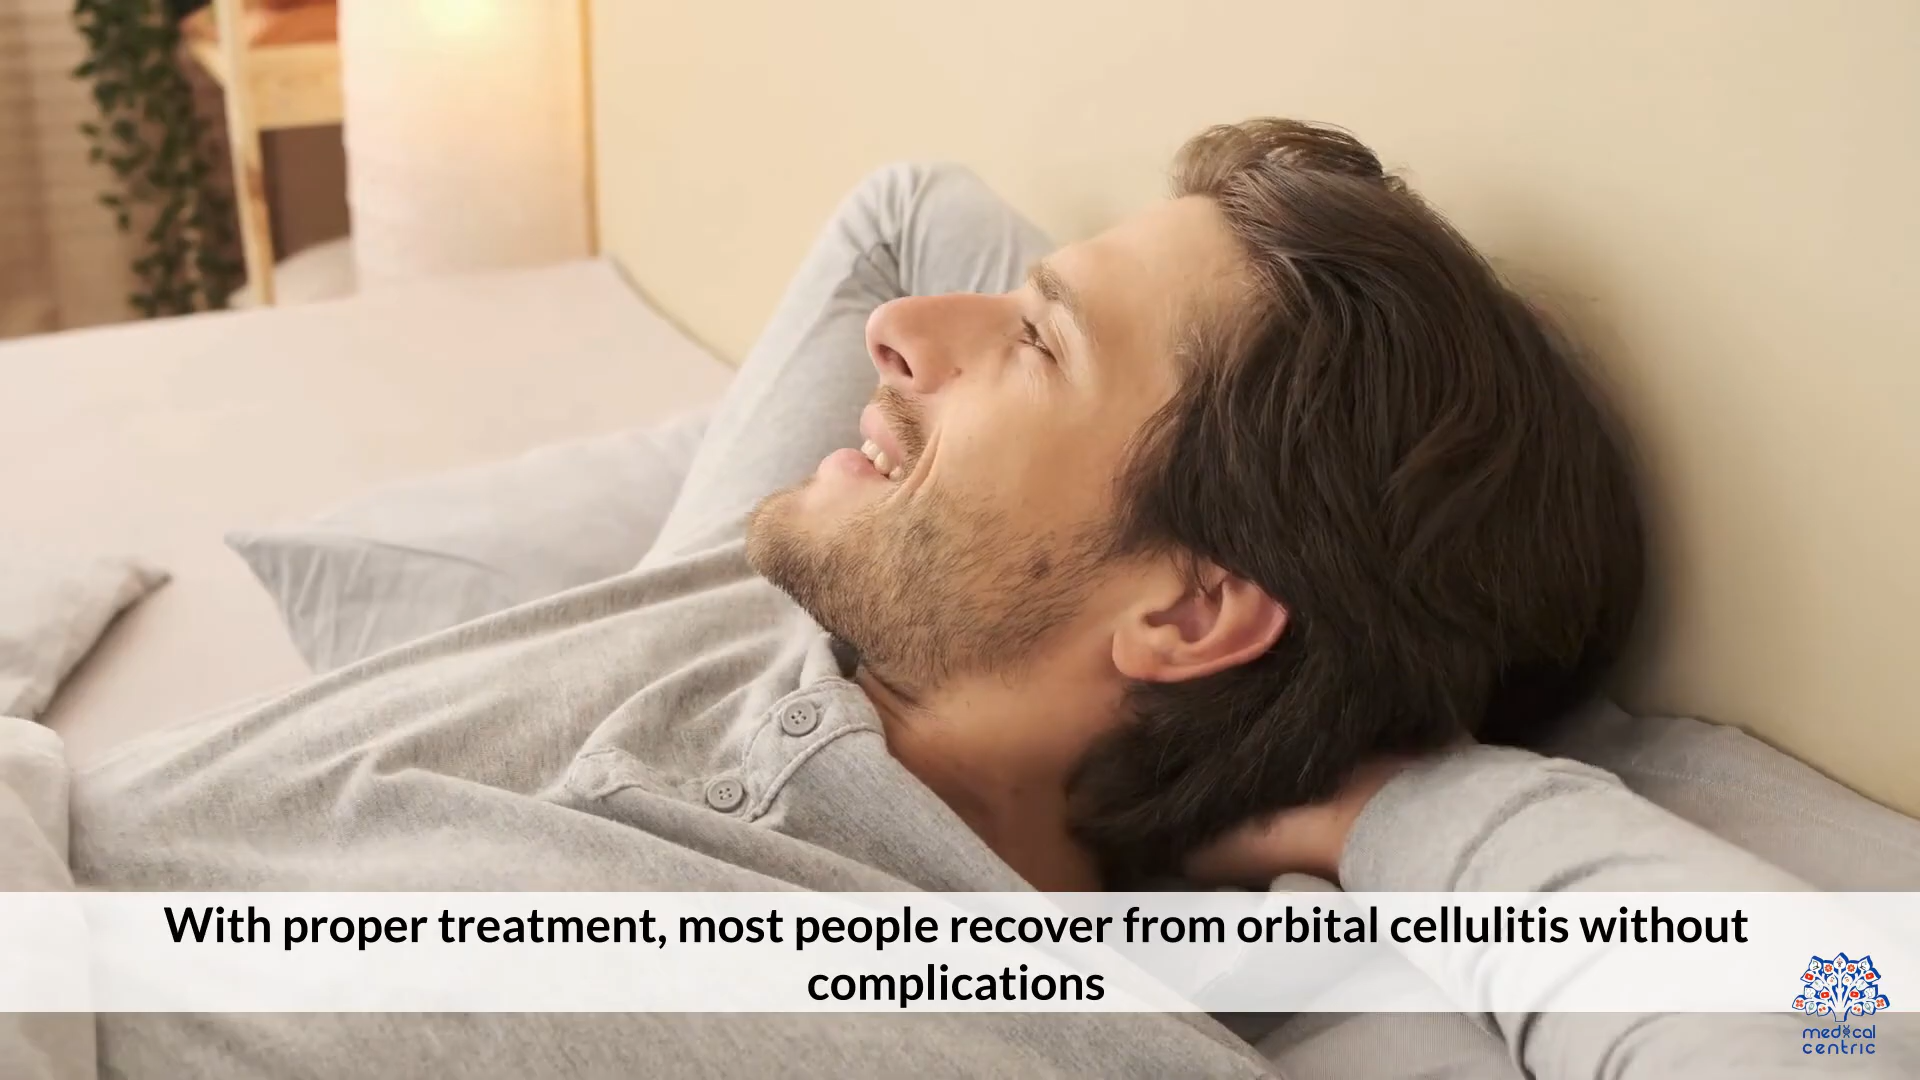 With proper treatment, most people recover from orbital cellulitis without
complications
medical
centric